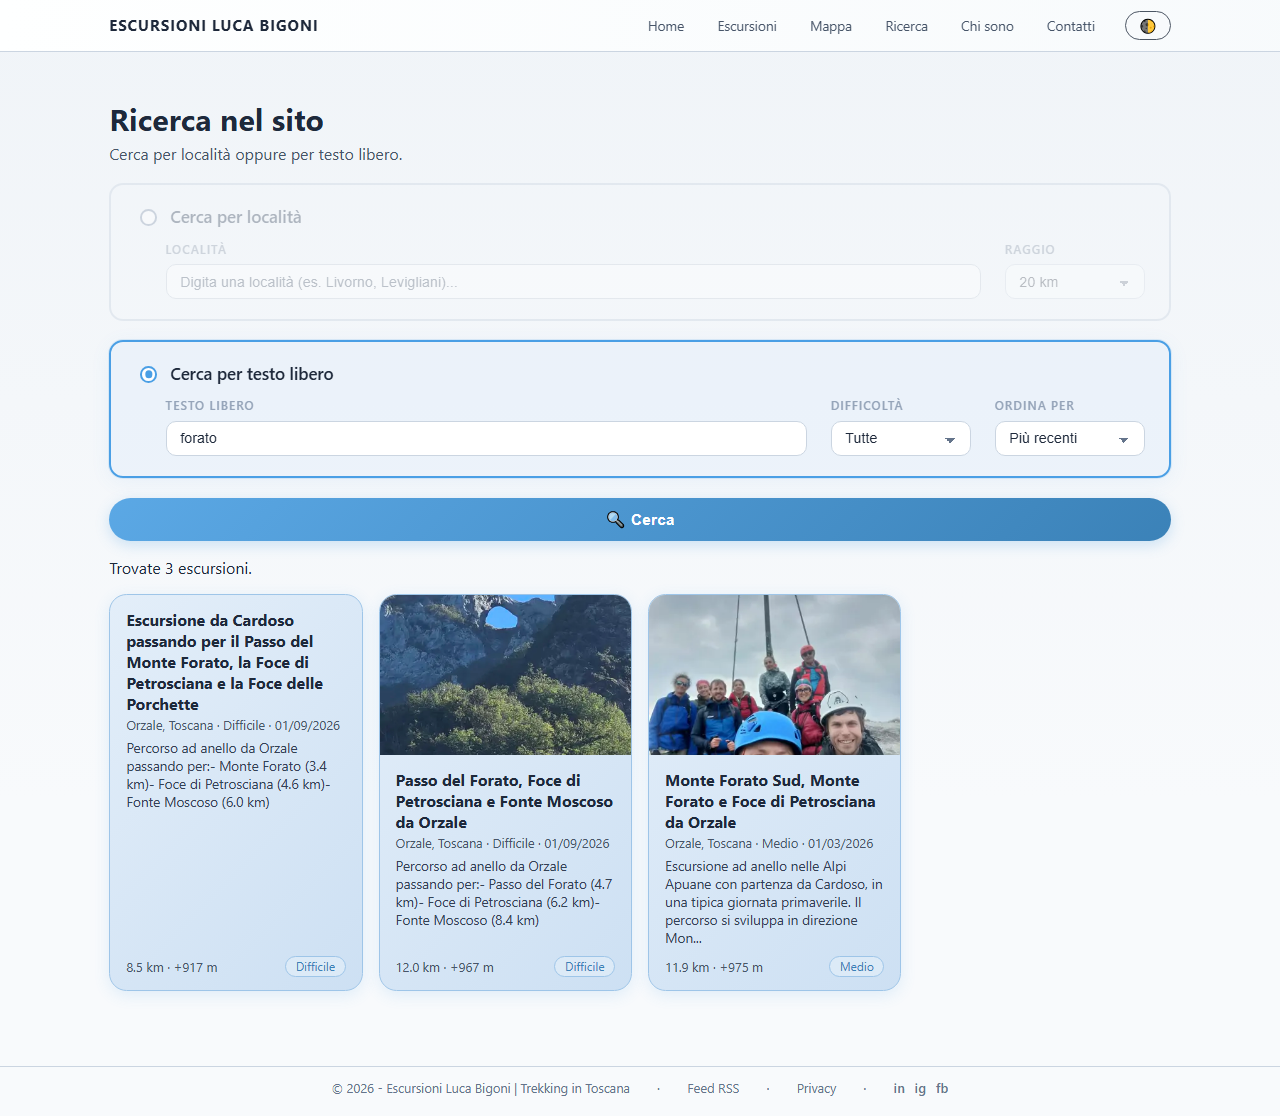 ESCURSIONI LUCA BIGONI
Home Escursioni Mappa Ricerca Chi sono Contatti
Ricerca nel sito
Cerca per località oppure per testo libero.
Cerca per località
LOCALITÀ RAGGIO
Digita una località (es. Livorno, Levigliani)... 20 km
Cerca per testo libero
TESTO LIBERO DIFFICOLTÀ ORDINA PER
forato Tutte Più recenti
Cerca
Trovate 3 escursioni.
Escursione da Cardoso
passando per il Passo del
Monte Forato, la Foce di
Petrosciana e la Foce delle
Porchette
Orzale, Toscana · Difficile · 01/09/2026
Percorso ad anello da Orzale
passando per:- Monte Forato (3.4
km)- Foce di Petrosciana (4.6 km)-
Fonte Moscoso (6.0 km)
8.5 km · +917 m Difficile
Passo del Forato, Foce di
Petrosciana e Fonte Moscoso
da Orzale
Orzale, Toscana · Difficile · 01/09/2026
Percorso ad anello da Orzale
passando per:- Passo del Forato (4.7
km)- Foce di Petrosciana (6.2 km)-
Fonte Moscoso (8.4 km)
12.0 km · +967 m Difficile
Monte Forato Sud, Monte
Forato e Foce di Petrosciana
da Orzale
Orzale, Toscana · Medio · 01/03/2026
Escursione ad anello nelle Alpi
Apuane con partenza da Cardoso, in
una tipica giornata primaverile. Il
percorso si sviluppa in direzione
Mon...
11.9 km · +975 m Medio
© 2026 - Escursioni Luca Bigoni | Trekking in Toscana · Feed RSS · Privacy · in ig fb